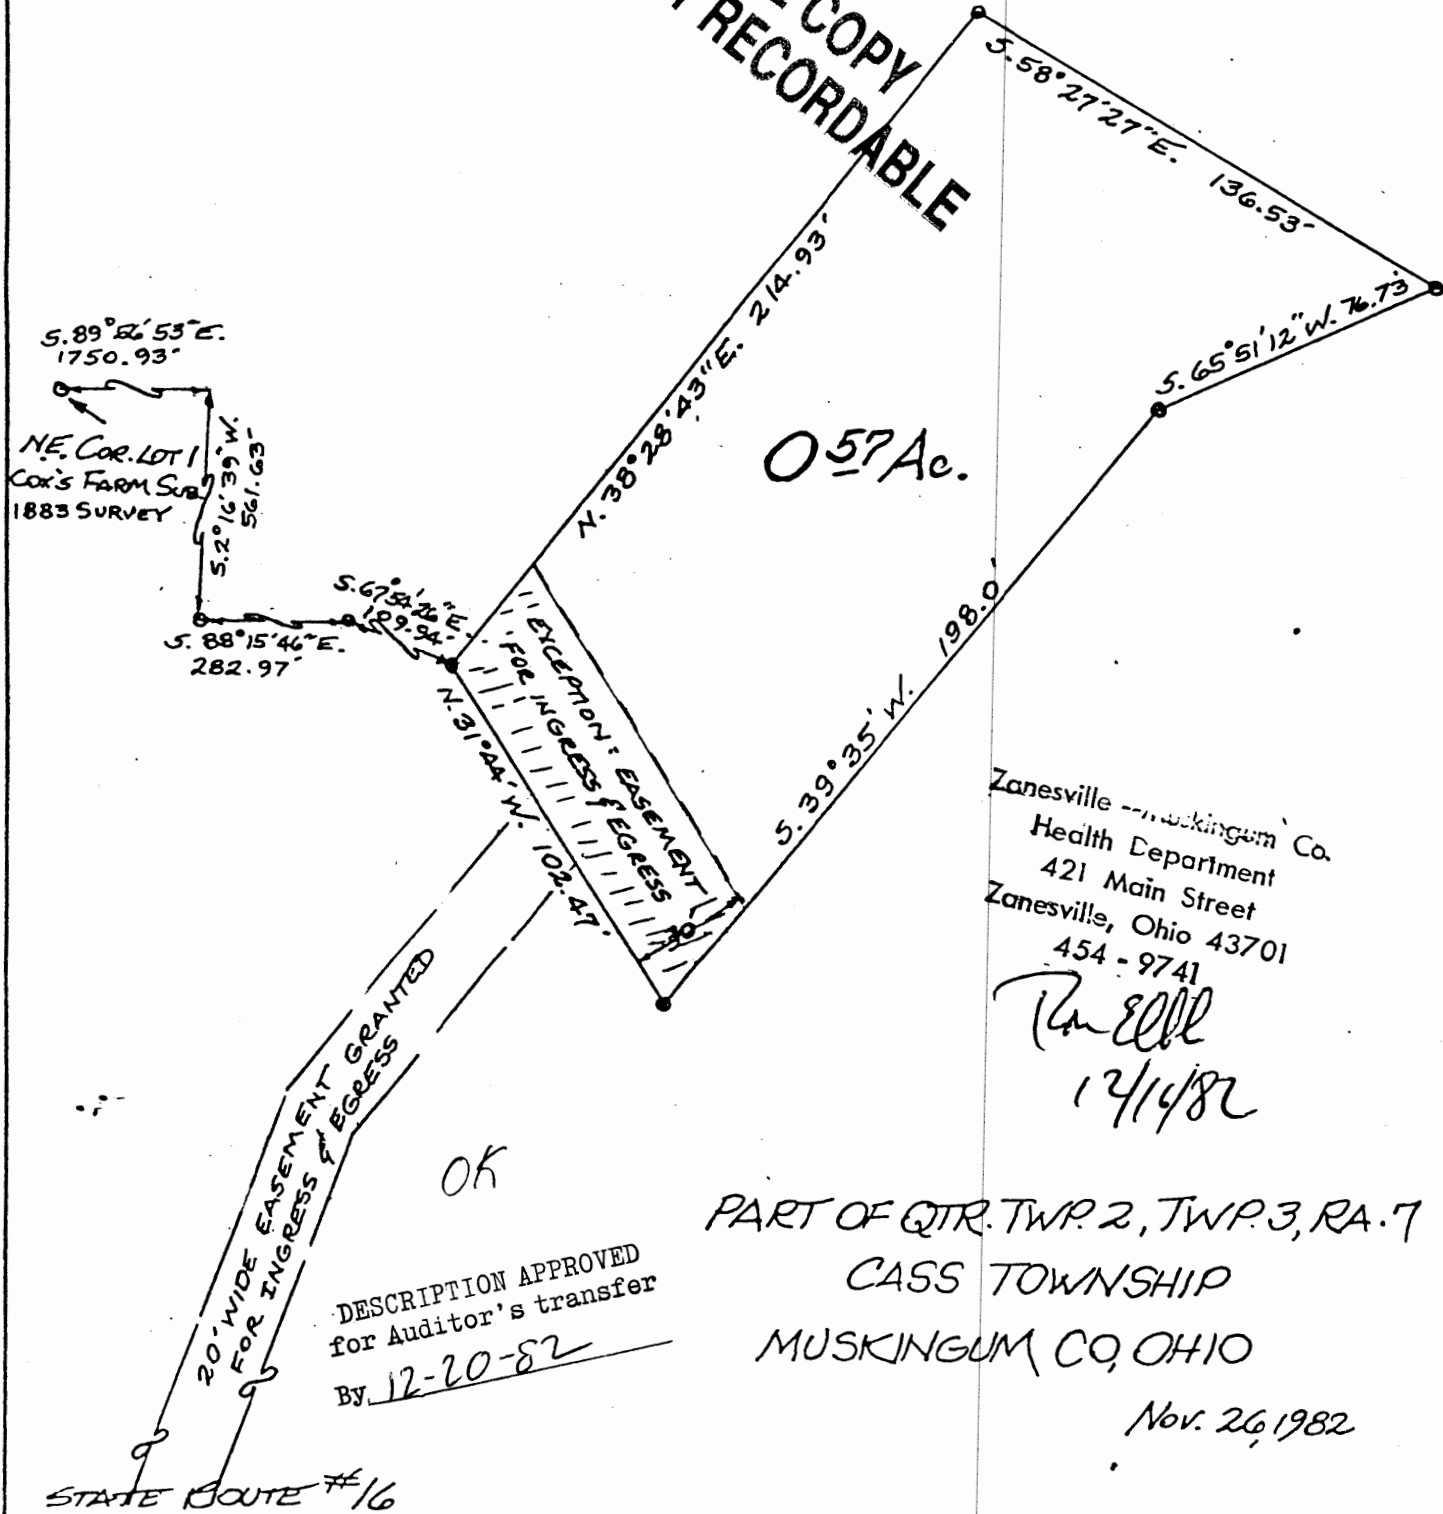 COPY
RECORDABLE
S. 58° 27' 27" E. 136.53'
S. 65° 51' 12" W. 76.73'
N. 38° 28' 43" E. 214.93'
0 57 Ac.
S. 89° 56' 53" E.
1750.93'
N.E. COR. LOT 1
COX'S FARM SUB.
1883 SURVEY
S. 2° 16' 39" W.
561.63'
S. 88° 15' 46" E.
282.97'
S. 67° 54' 26" E.
109.94'
EXCEPTION: EASEMENT
FOR INGRESS & EGRESS
30
N. 31° 44' W. 102.47'
S. 39° 35' W. 198.0'
Zanesville -- Muskingum Co.
Health Department
421 Main Street
Zanesville, Ohio 43701
454 - 9741
20' WIDE EASEMENT GRANTED
FOR INGRESS & EGRESS
OK
DESCRIPTION APPROVED
for Auditor's transfer
By 12-20-82
PART OF QTR. TWP. 2, TWP. 3, RA. 7
CASS TOWNSHIP
MUSKINGUM CO, OHIO
Nov. 26, 1982
STATE ROUTE #16